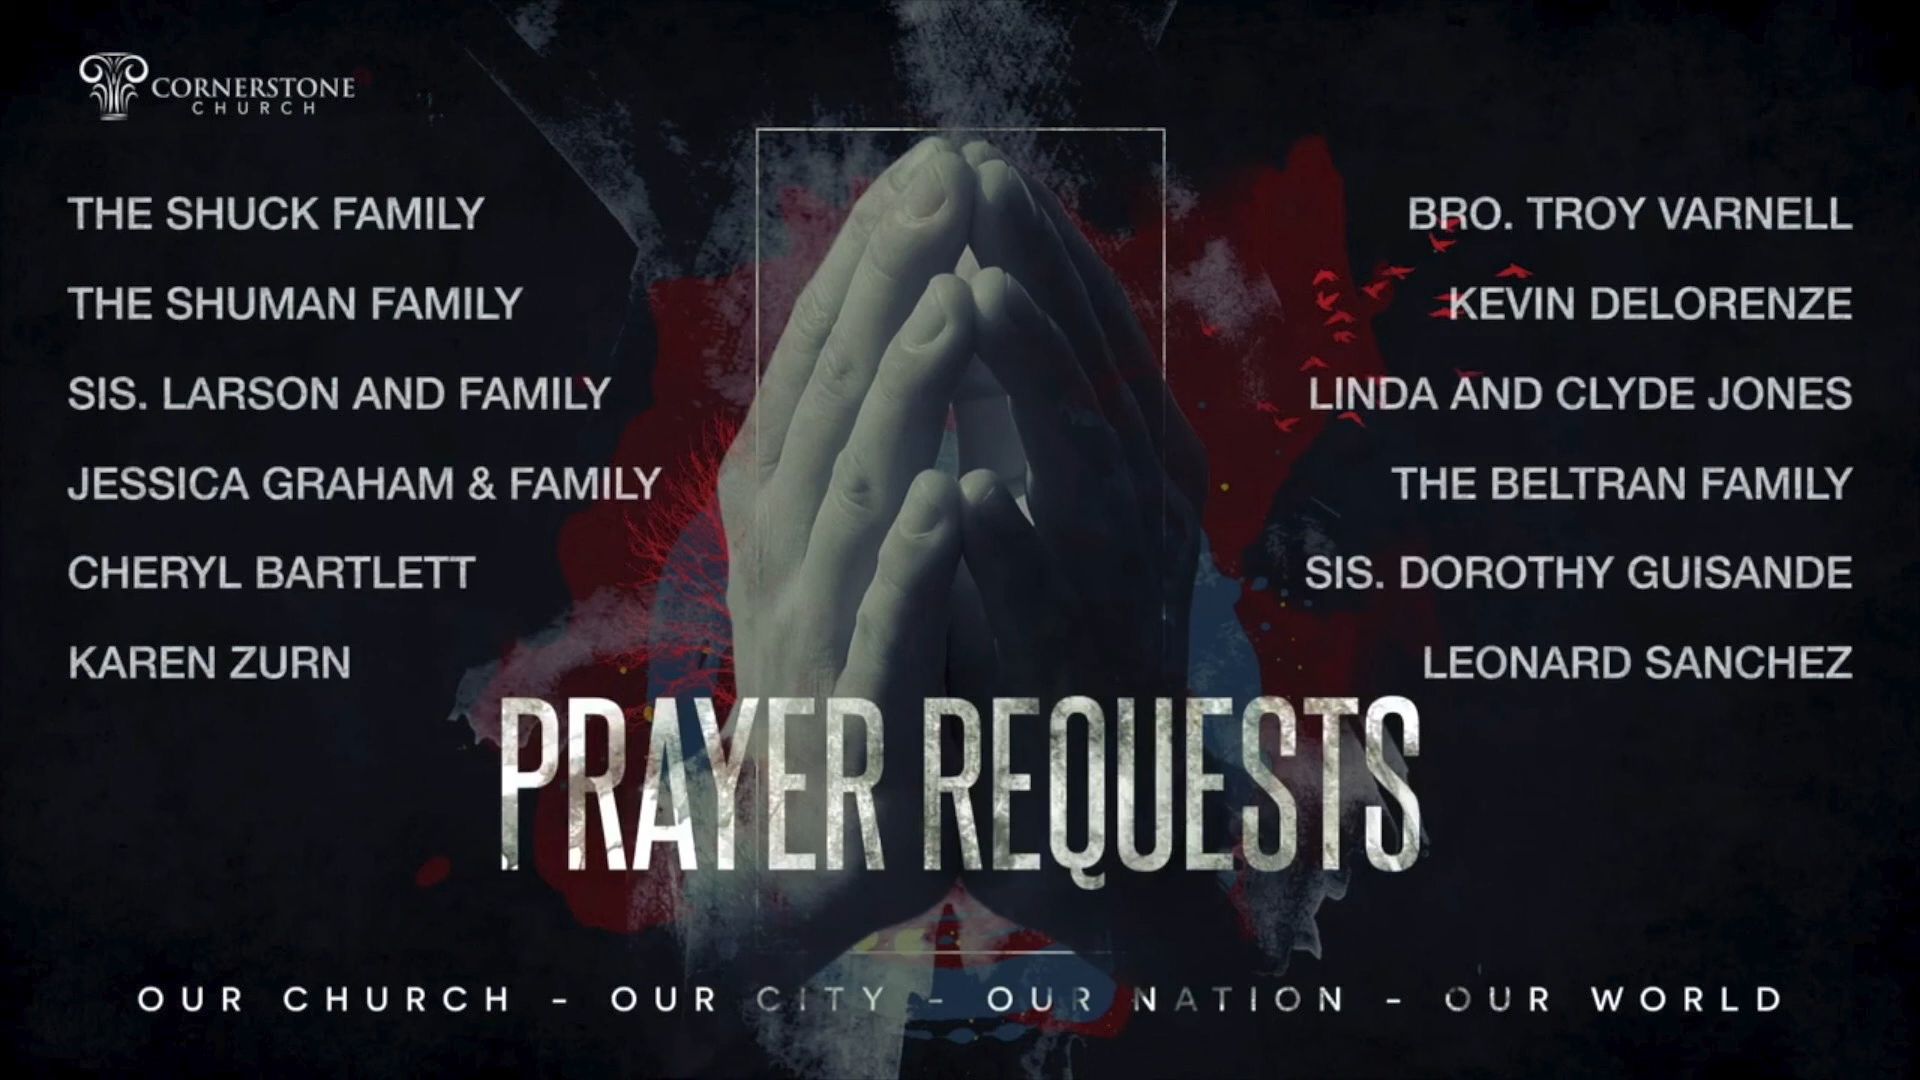 CORNERSTONE
CHURCH
THE SHUCK FAMILY
THE SHUMAN FAMILY
SIS. LARSON AND FAMILY
JESSICA GRAHAM & FAMILY
CHERYL BARTLETT
KAREN ZURN
BRO. TROY VARNELL
KEVIN DELORENZE
LINDA AND CLYDE JONES
THE BELTRAN FAMILY
SIS. DOROTHY GUISANDE
LEONARD SANCHEZ
PRAYER REQUESTS
OUR CHURCH - OUR CITY - OUR NATION - OUR WORLD